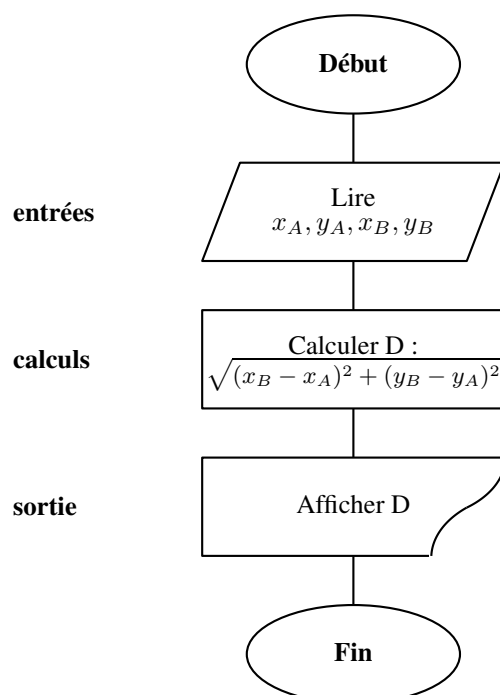 Début
entrées
Lire
x_A, y_A, x_B, y_B
calculs
Calculer D :
√(x_B − x_A)² + (y_B − y_A)²
sortie
Afficher D
Fin